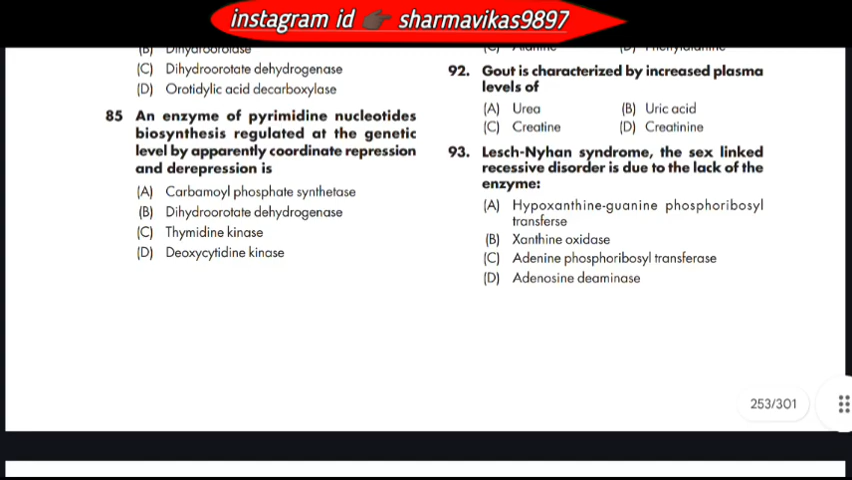 instagram id sharmavikas9897
(B) Dihydroorotase
(C) Dihydroorotate dehydrogenase
(D) Orotidylic acid decarboxylase
85 An enzyme of pyrimidine nucleotides
biosynthesis regulated at the genetic
level by apparently coordinate repression
and derepression is
(A) Carbamoyl phosphate synthetase
(B) Dihydroorotate dehydrogenase
(C) Thymidine kinase
(D) Deoxycytidine kinase
(C) Alanine (D) Phenylalanine
92. Gout is characterized by increased plasma
levels of
(A) Urea (B) Uric acid
(C) Creatine (D) Creatinine
93. Lesch-Nyhan syndrome, the sex linked
recessive disorder is due to the lack of the
enzyme:
(A) Hypoxanthine-guanine phosphoribosyl
transferse
(B) Xanthine oxidase
(C) Adenine phosphoribosyl transferase
(D) Adenosine deaminase
253/301